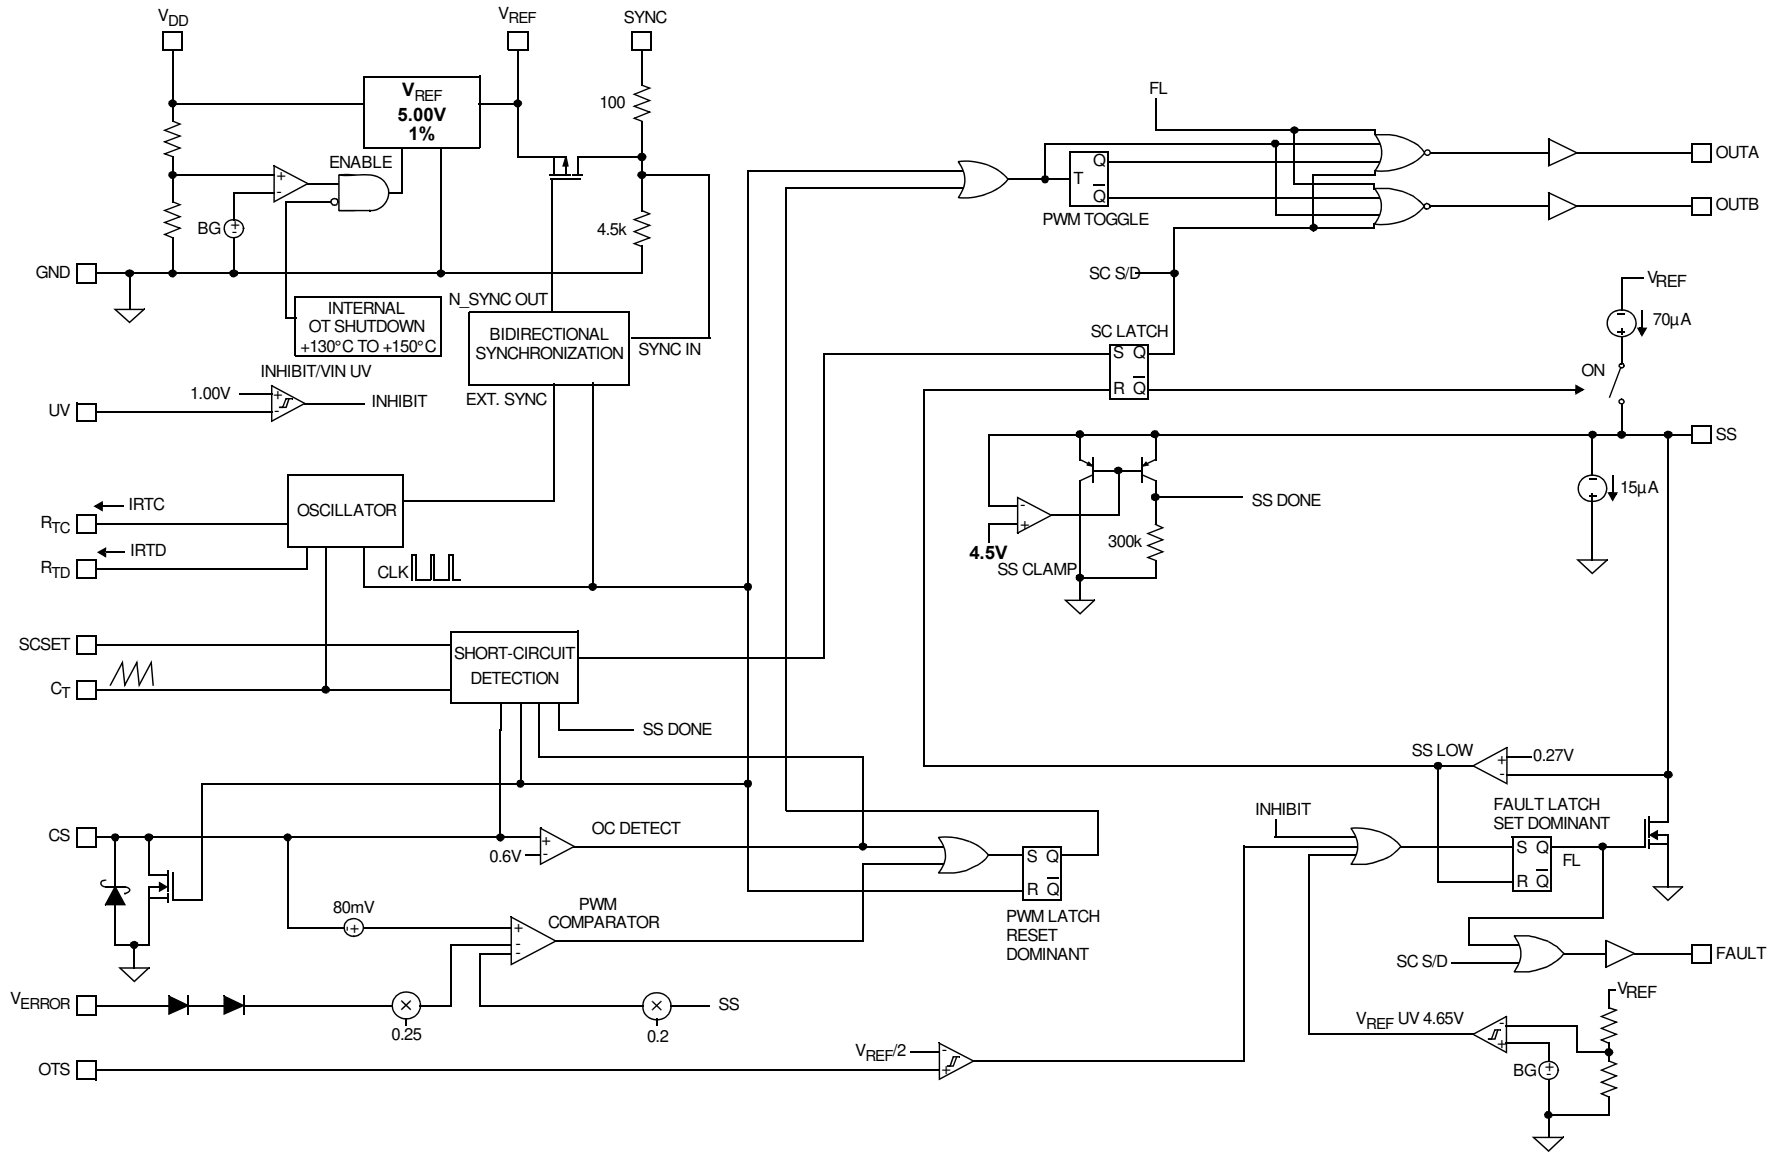 VDD
VREF
SYNC
VREF
5.00V
1%
100
FL
ENABLE
+
-
BG
4.5k
Q
T
Q
PWM TOGGLE
OUTA
OUTB
GND
SC S/D
VREF
INTERNAL
OT SHUTDOWN
+130°C TO +150°C
N_SYNC OUT
BIDIRECTIONAL
SYNCHRONIZATION
SYNC IN
EXT. SYNC
70µA
SC LATCH
S Q
R Q
ON
INHIBIT/VIN UV
1.00V
+
-
INHIBIT
UV
SS
15µA
SS DONE
-
+
4.5V
SS CLAMP
300k
OSCILLATOR
IRTC
RTC
IRTD
RTD
CLK
SCSET
CT
SHORT-CIRCUIT
DETECTION
SS DONE
SS LOW
+
-
0.27V
CS
+
-
0.6V
OC DETECT
S Q
R Q
PWM LATCH
RESET
DOMINANT
INHIBIT
FAULT LATCH
SET DOMINANT
S Q
R Q
FL
80mV
+
-
-
PWM
COMPARATOR
SC S/D
FAULT
VERROR
0.25
0.2
SS
VREF
VREF UV 4.65V
-
+
BG
VREF/2
-
+
OTS